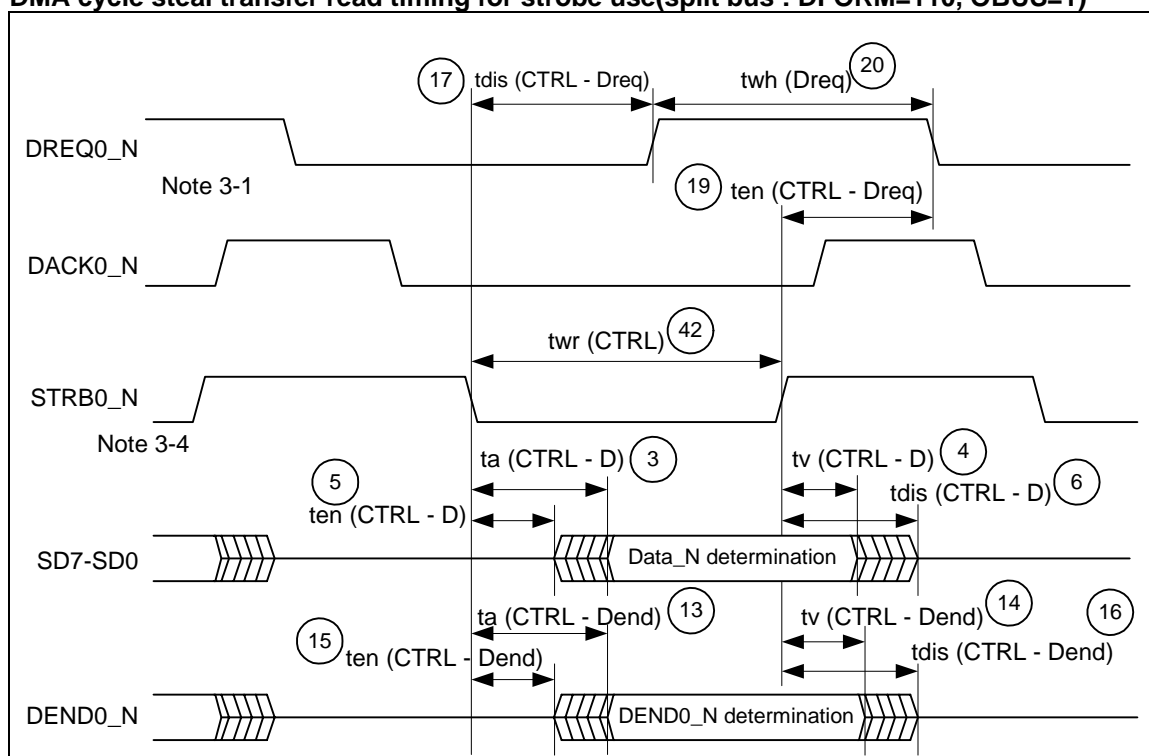 DMA cycle steal transfer read timing for strobe use(split bus : DFORM=110, OBUS=1)
17 tdis (CTRL - Dreq) twh (Dreq) 20
DREQ0_N
Note 3-1
19 ten (CTRL - Dreq)
DACK0_N
twr (CTRL) 42
STRB0_N
Note 3-4
ta (CTRL - D) 3 tv (CTRL - D) 4
5 tdis (CTRL - D) 6
ten (CTRL - D)
SD7-SD0 Data_N determination
ta (CTRL - Dend) 13 tv (CTRL - Dend) 14 16
15 ten (CTRL - Dend) tdis (CTRL - Dend)
DEND0_N DEND0_N determination